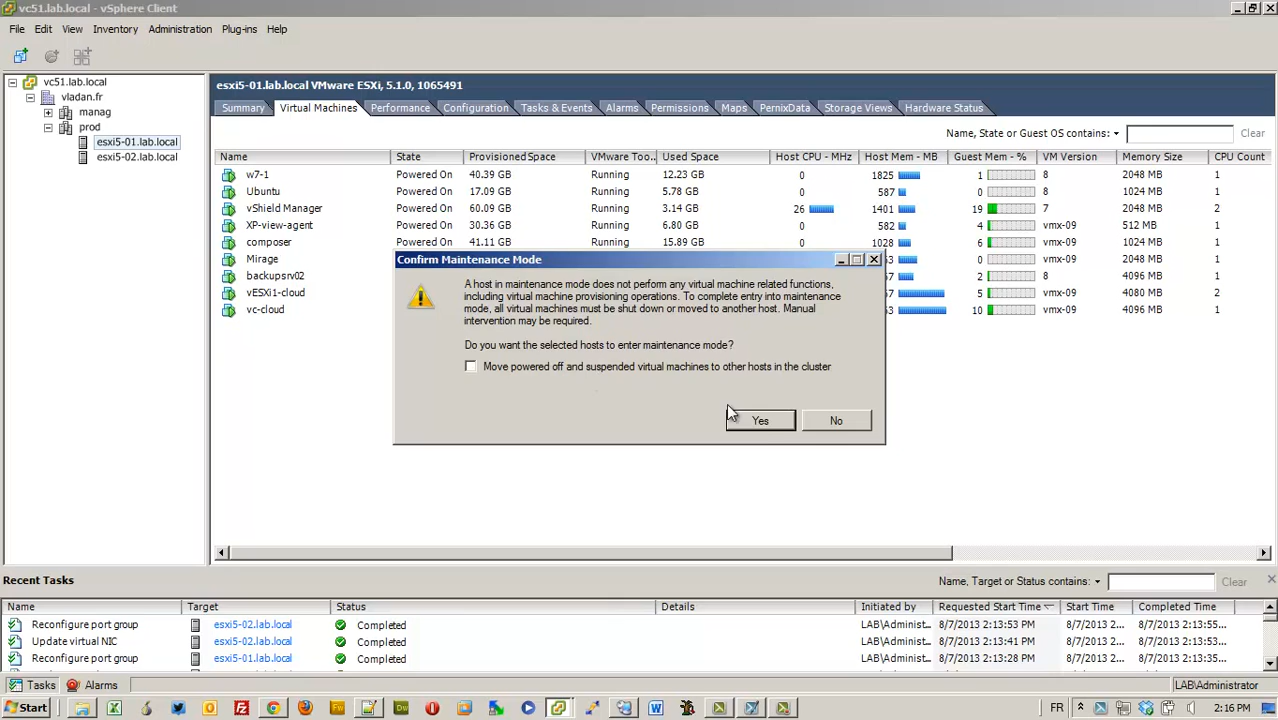 vc51.lab.local - vSphere Client
File Edit View Inventory Administration Plug-ins Help
vc51.lab.local
vladan.fr
manag
prod
esxi5-01.lab.local
esxi5-02.lab.local
esxi5-01.lab.local VMware ESXi, 5.1.0, 1065491
Summary Virtual Machines Performance Configuration Tasks & Events Alarms Permissions Maps PernixData Storage Views Hardware Status
Name, State or Guest OS contains: Clear
Name State Provisioned Space VMware Too... Used Space Host CPU - MHz Host Mem - MB Guest Mem - % VM Version Memory Size CPU Count
w7-1 Powered On 40.39 GB Running 12.23 GB 0 1825 1 8 2048 MB 1
Ubuntu Powered On 17.09 GB Running 5.78 GB 0 587 0 8 1024 MB 1
vShield Manager Powered On 60.09 GB Running 3.14 GB 26 1401 19 7 2048 MB 2
XP-view-agent Powered On 30.36 GB Running 6.80 GB 0 582 4 vmx-09 512 MB 1
composer Powered On 41.11 GB Running 15.89 GB 0 1028 6 vmx-09 1024 MB 1
Mirage 6 vmx-09 2048 MB 1
backupsrv02 2 8 4096 MB 1
vESXi1-cloud 5 vmx-09 4080 MB 2
vc-cloud 10 vmx-09 4096 MB 2
Confirm Maintenance Mode
A host in maintenance mode does not perform any virtual machine related functions,
including virtual machine provisioning operations. To complete entry into maintenance
mode, all virtual machines must be shut down or moved to another host. Manual
intervention may be required.
Do you want the selected hosts to enter maintenance mode?
Move powered off and suspended virtual machines to other hosts in the cluster
Yes No
Recent Tasks
Name, Target or Status contains: Clear
Name Target Status Details Initiated by Requested Start Time Start Time Completed Time
Reconfigure port group esxi5-02.lab.local Completed LAB\Administ... 8/7/2013 2:13:53 PM 8/7/2013 2... 8/7/2013 2:13:55...
Update virtual NIC esxi5-02.lab.local Completed LAB\Administ... 8/7/2013 2:13:41 PM 8/7/2013 2... 8/7/2013 2:13:53...
Reconfigure port group esxi5-01.lab.local Completed LAB\Administ... 8/7/2013 2:13:28 PM 8/7/2013 2... 8/7/2013 2:13:35...
Tasks Alarms LAB\Administrator
Start FR 2:16 PM